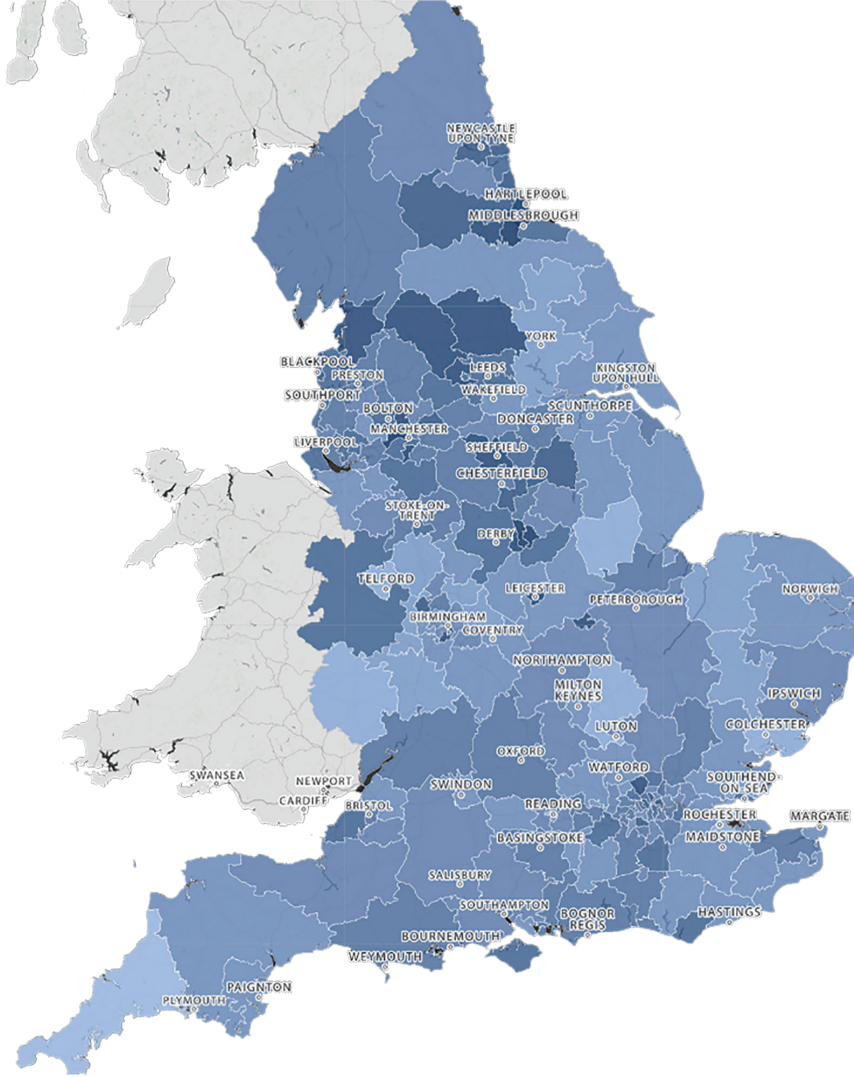 NEWCASTLE
UPON TYNE
HARTLEPOOL
MIDDLESBROUGH
YORK
BLACKPOOL
PRESTON
LEEDS
KINGSTON
UPON HULL
SOUTHPORT
WAKEFIELD
BOLTON
SCUNTHORPE
MANCHESTER
DONCASTER
LIVERPOOL
SHEFFIELD
CHESTERFIELD
STOKE-ON-
TRENT
DERBY
TELFORD
LEICESTER
NORWICH
PETERBOROUGH
BIRMINGHAM
COVENTRY
NORTHAMPTON
MILTON
KEYNES
IPSWICH
LUTON
COLCHESTER
OXFORD
WATFORD
SWANSEA
NEWPORT
SWINDON
SOUTHEND-
ON-SEA
CARDIFF
BRISTOL
READING
ROCHESTER
MARGATE
BASINGSTOKE
MAIDSTONE
SALISBURY
SOUTHAMPTON
BOGNOR
REGIS
HASTINGS
BOURNEMOUTH
WEYMOUTH
PAIGNTON
PLYMOUTH